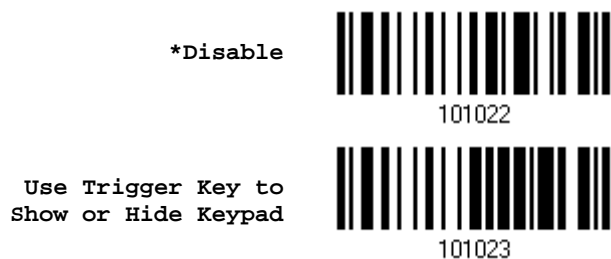 *Disable
101022
Use Trigger Key to
Show or Hide Keypad
101023